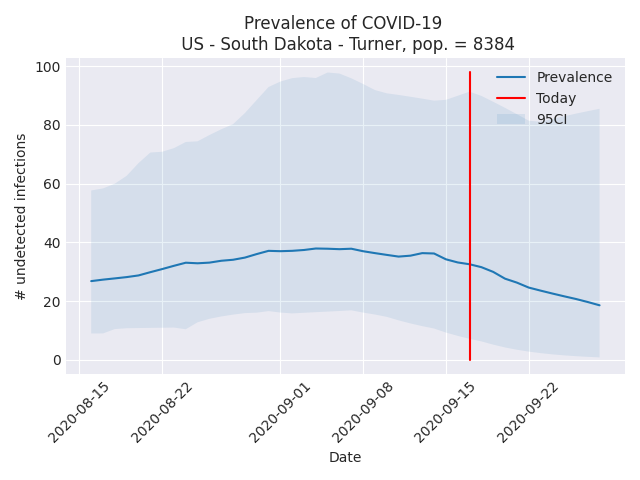 Prevalence of COVID-19
US - South Dakota - Turner, pop. = 8384
100
80
60
40
20
0
# undetected infections
Prevalence
Today
95CI
2020-08-15
2020-08-22
2020-09-01
2020-09-08
2020-09-15
2020-09-22
Date